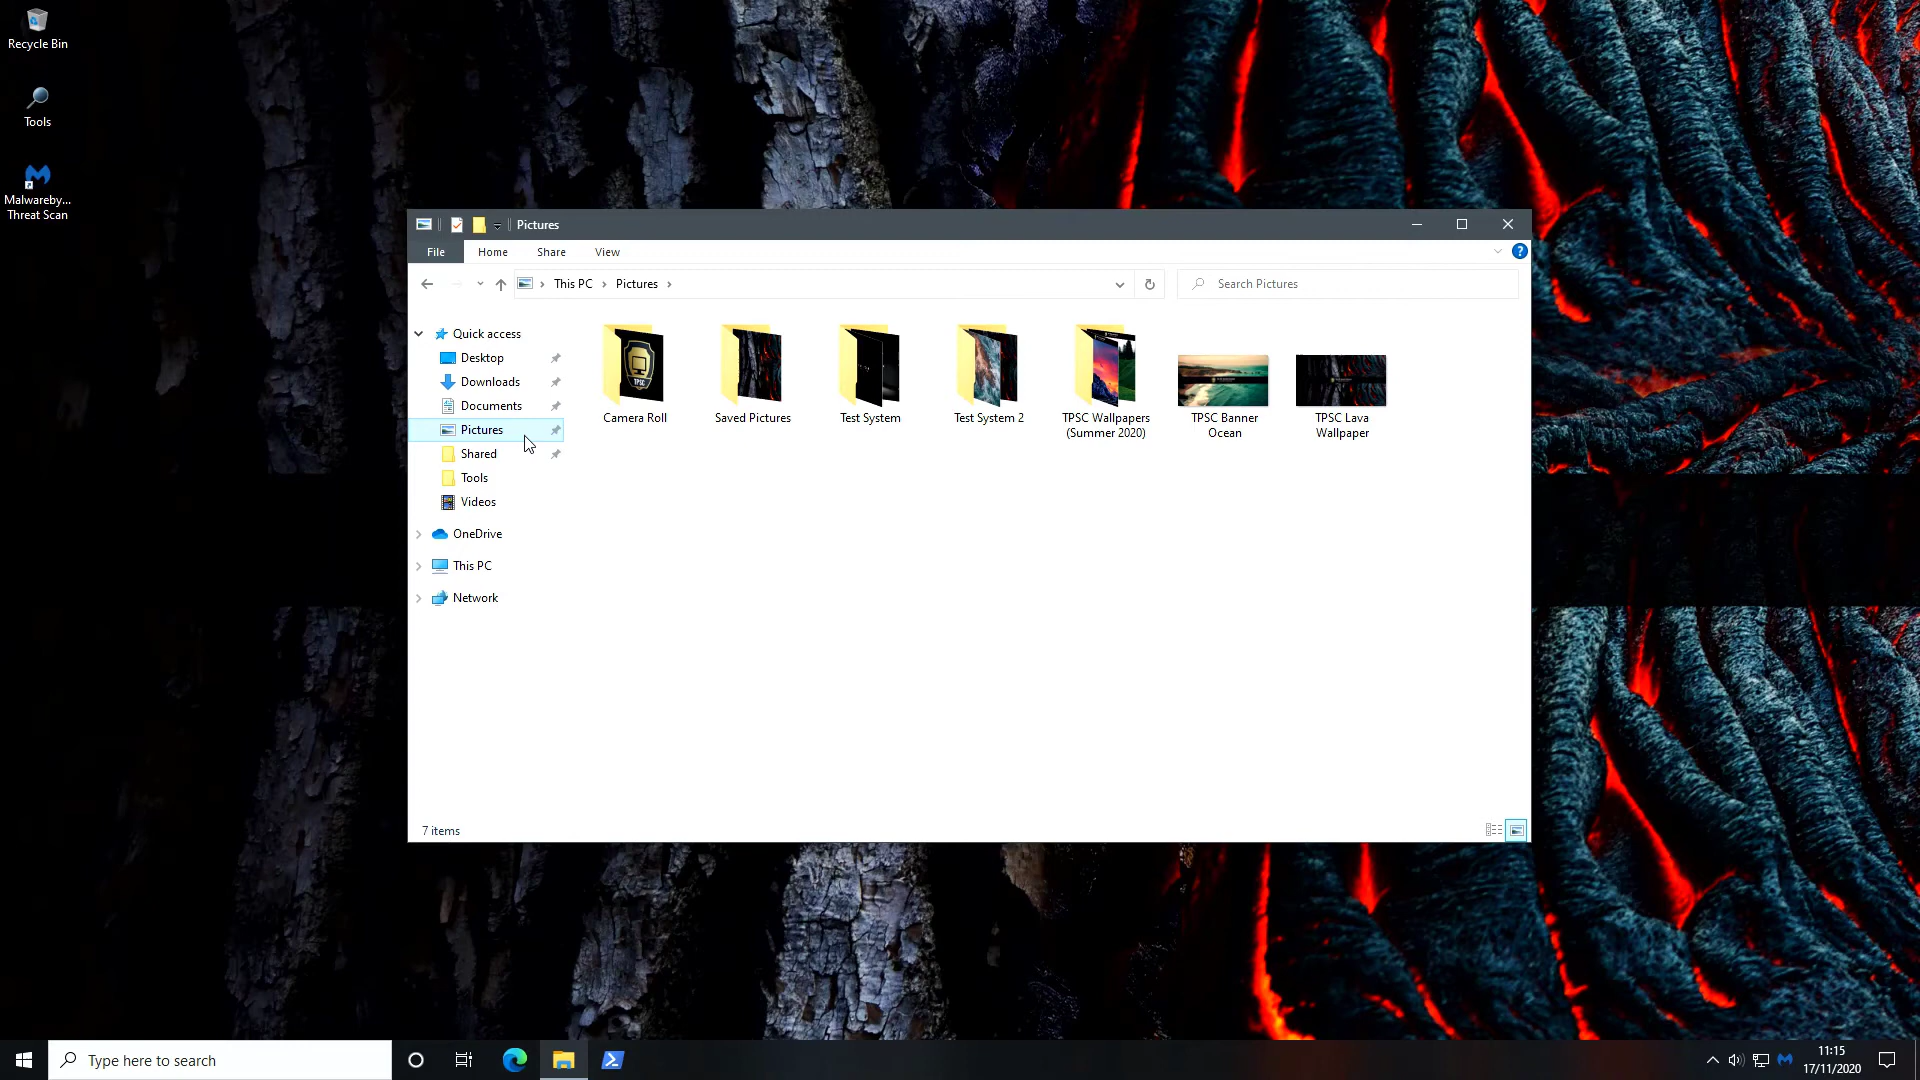 Recycle Bin
Tools
Malwareby...
Threat Scan
Pictures
File
Home
Share
View
This PC
Pictures
Search Pictures
Quick access
Desktop
Downloads
Documents
Pictures
Shared
Tools
Videos
OneDrive
This PC
Network
TPSC
Camera Roll
Saved Pictures
Test System
Test System 2
TPSC Wallpapers
(Summer 2020)
TPSC Banner
Ocean
TPSC Lava
Wallpaper
7 items
Type here to search
11:15
17/11/2020